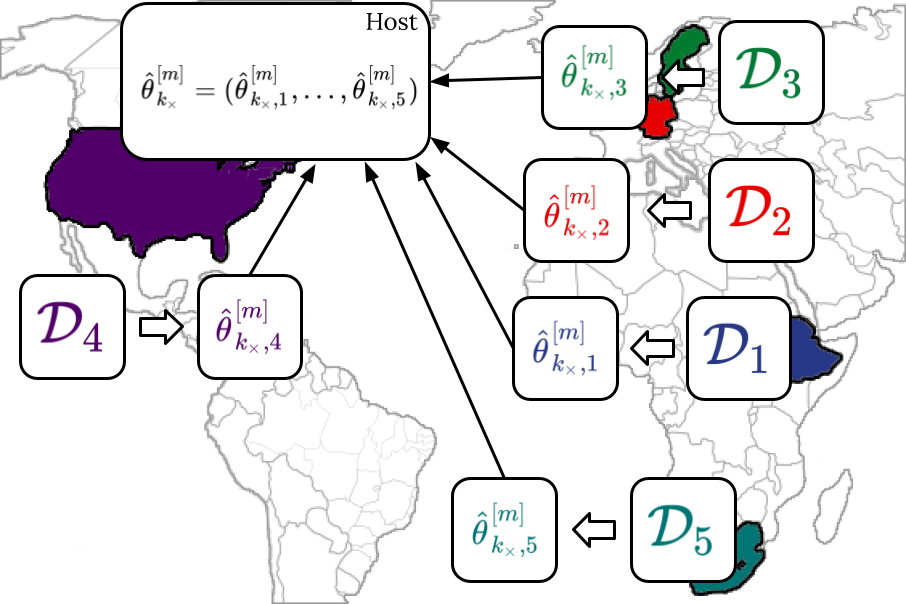 Host
$\hat{\theta}_{k_\times}^{[m]} = (\hat{\theta}_{k_\times,1}^{[m]}, \ldots, \hat{\theta}_{k_\times,5}^{[m]})$
$\hat{\theta}_{k_\times,3}^{[m]}$ $\mathcal{D}_3$
$\hat{\theta}_{k_\times,2}^{[m]}$ $\mathcal{D}_2$
$\mathcal{D}_4$ $\hat{\theta}_{k_\times,4}^{[m]}$
$\hat{\theta}_{k_\times,1}^{[m]}$ $\mathcal{D}_1$
$\hat{\theta}_{k_\times,5}^{[m]}$ $\mathcal{D}_5$